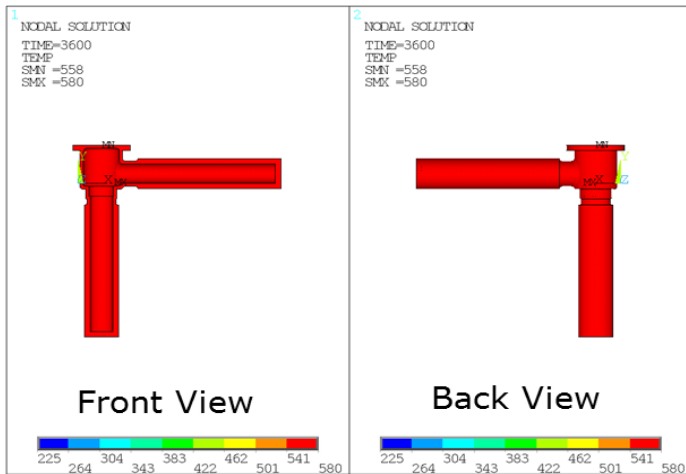 1
NODAL SOLUTION
TIME=3600
TEMP
SMN =558
SMX =580
MN
Y
Z
X
MN
Front View
225 264 304 343 383 422 462 501 541 580
2
NODAL SOLUTION
TIME=3600
TEMP
SMN =558
SMX =580
MN
Y
MN
X
Z
Back View
225 264 304 343 383 422 462 501 541 580